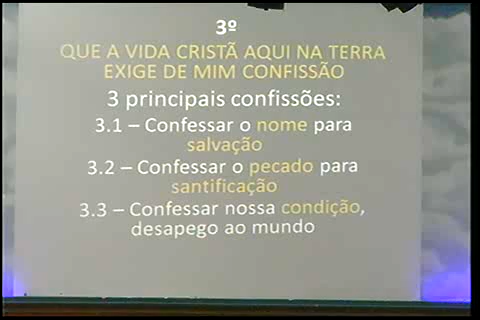 3º
QUE A VIDA CRISTÃ AQUI NA TERRA
EXIGE DE MIM CONFISSÃO
3 principais confissões:
3.1 – Confessar o nome para
salvação
3.2 – Confessar o pecado para
santificação
3.3 – Confessar nossa condição,
desapego ao mundo